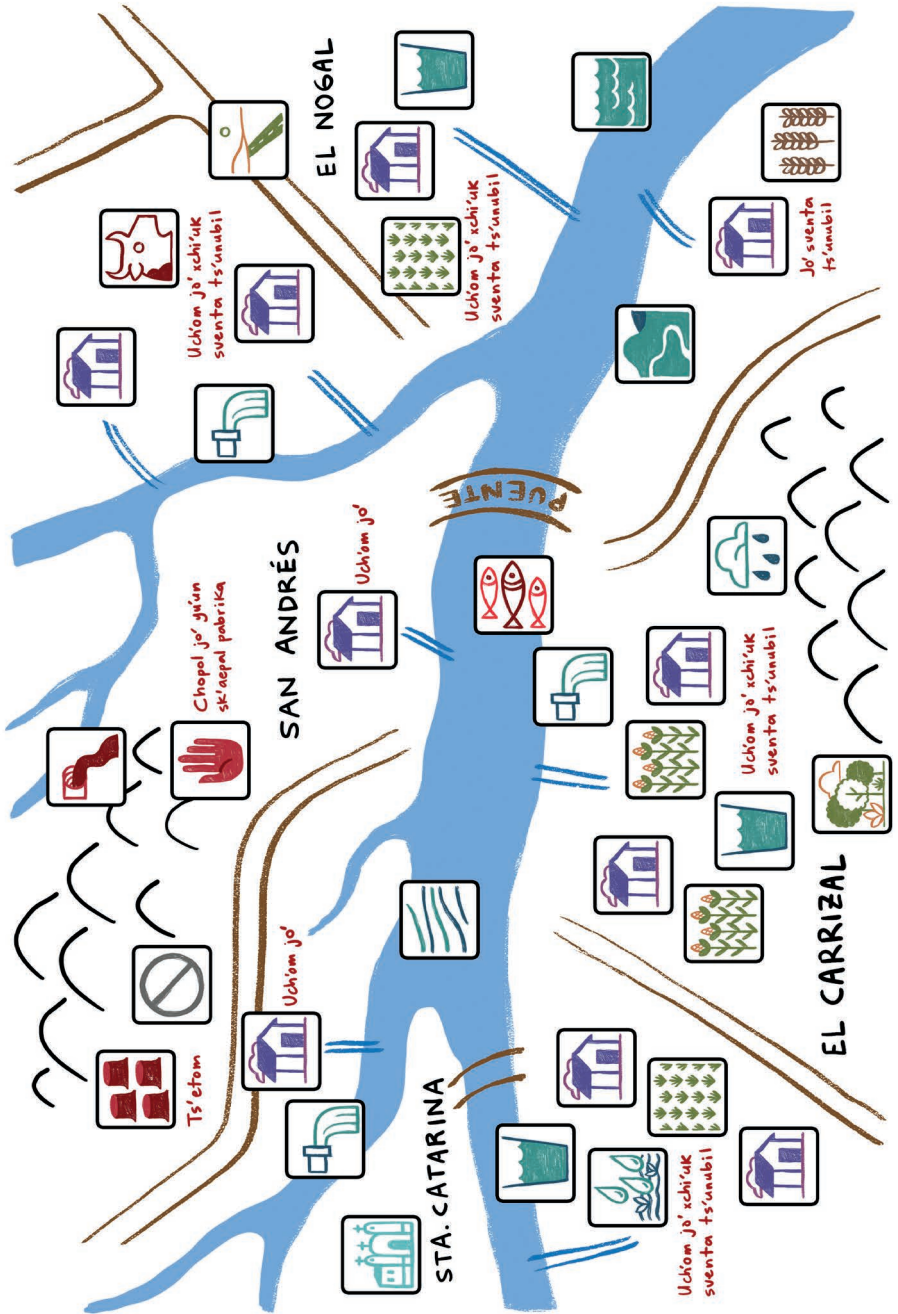 Ts'etom
Chopol jo' yu'un
sk'aepal pabrika
Uch'om jo' xchi'uk
sventa ts'unubil
Uch'om jo'
SAN ANDRÉS
EL NOGAL
Uch'om jo'
STA. CATARINA
Uch'om jo' xchi'uk
sventa ts'unubil
PUENTE
Uch'om jo' xchi'uk
sventa ts'unubil
Uch'om jo' xchi'uk
sventa ts'unubil
EL CARRIZAL
Jo' sventa
ts'unubil